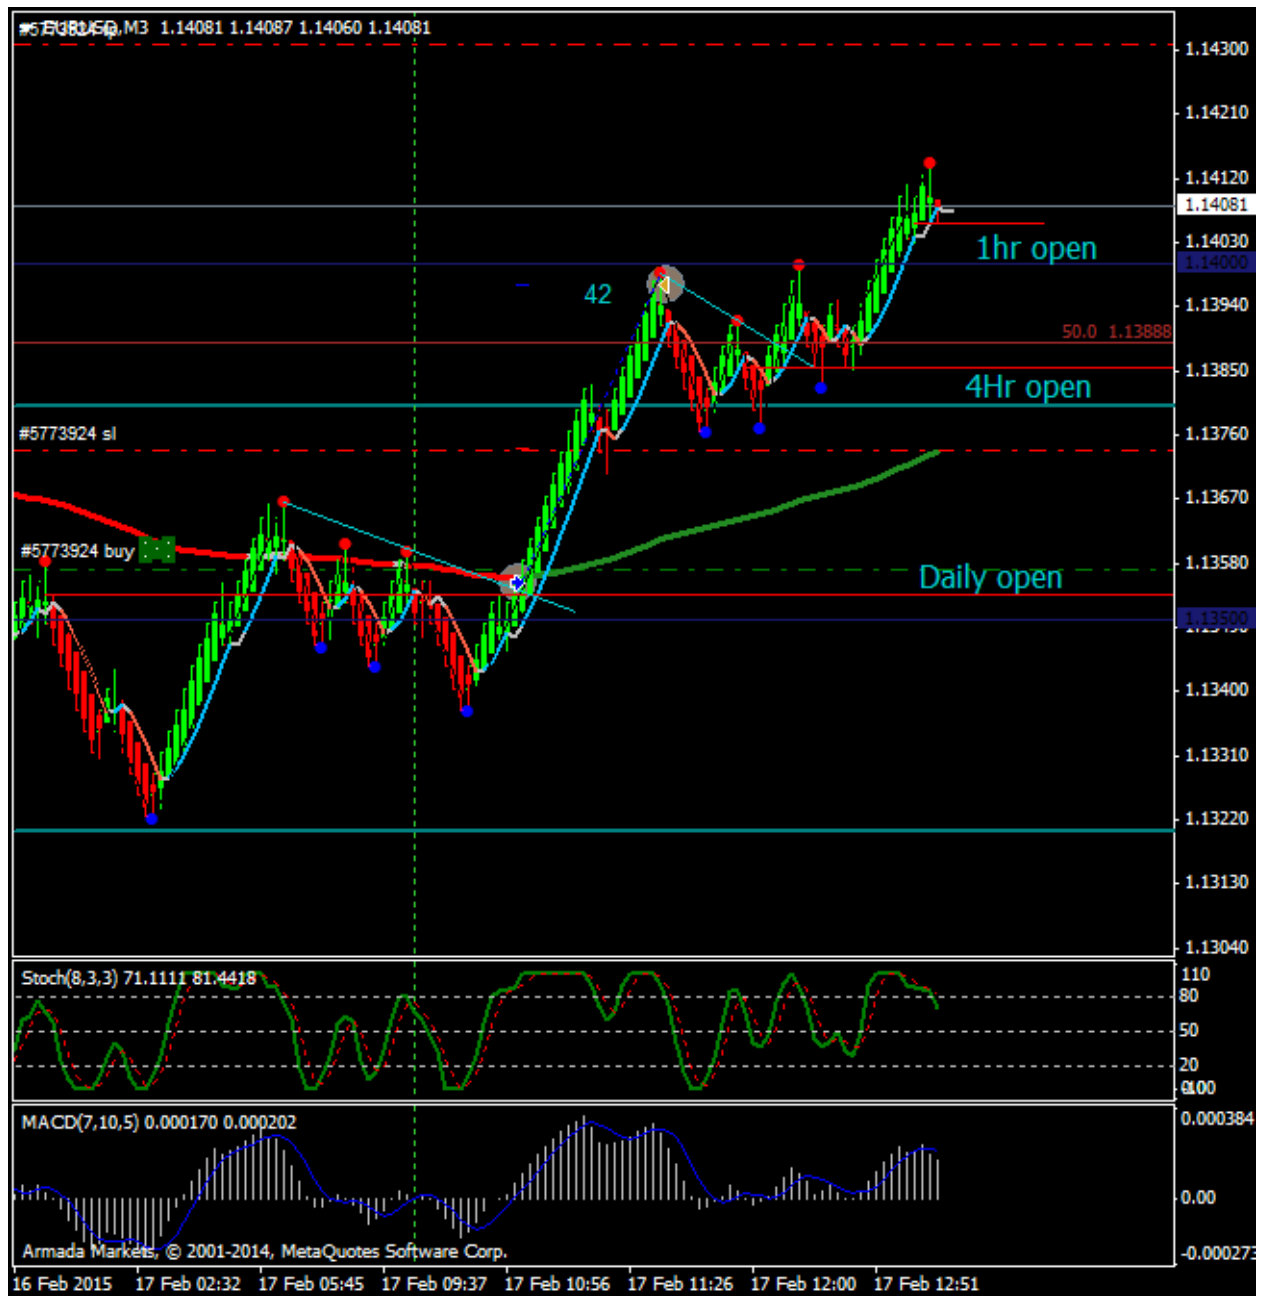 M3 1.14081 1.14087 1.14060 1.14081
1.14300
1.14210
1.14120
1.14081
1.14030
1hr open
1.14000
42
1.13940
50.0 1.13888
1.13850
4Hr open
#5773924 sl
1.13760
1.13670
#5773924 buy
1.13580
Daily open
1.13500
1.13400
1.13310
1.13220
1.13130
1.13040
Stoch(8,3,3) 71.1111 81.4418
110
80
50
20
MACD(7,10,5) 0.000170 0.000202
0.000384
0.00
-0.000273
Armada Markets, © 2001-2014, MetaQuotes Software Corp.
16 Feb 2015 17 Feb 02:32 17 Feb 05:45 17 Feb 09:37 17 Feb 10:56 17 Feb 11:26 17 Feb 12:00 17 Feb 12:51